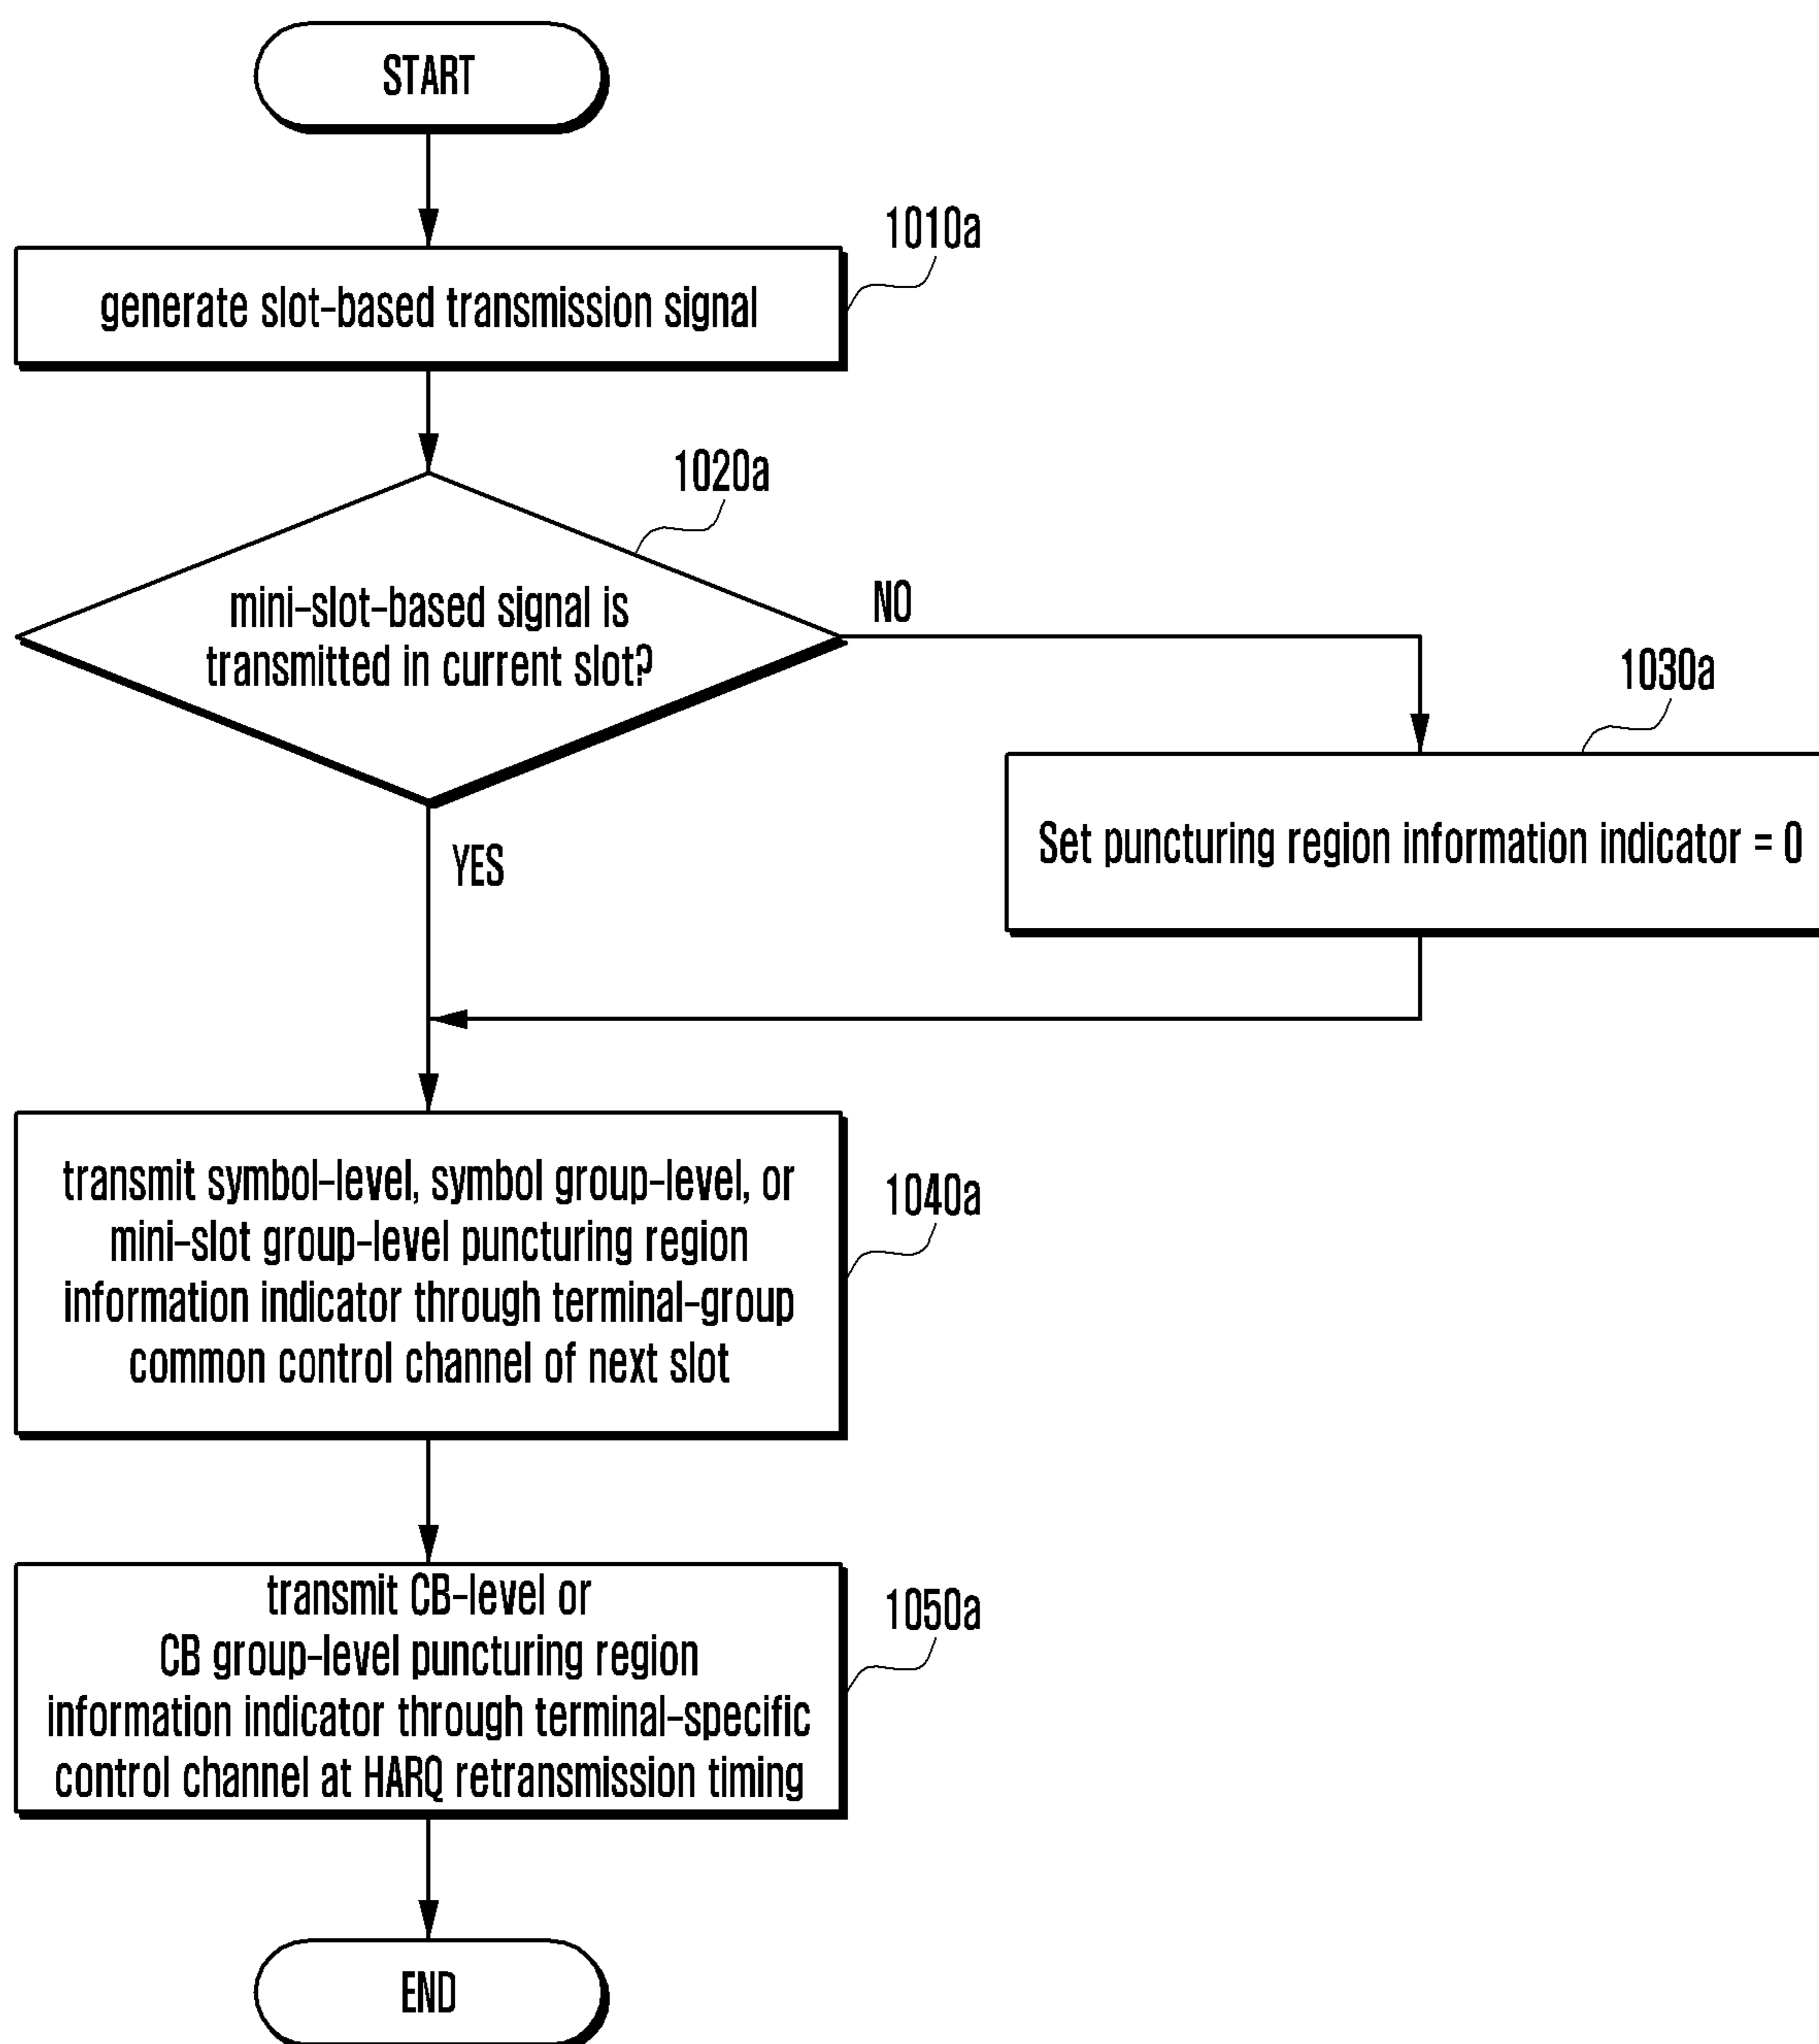 START
1010a
generate slot-based transmission signal
1020a
mini-slot-based signal is
transmitted in current slot?
NO
1030a
Set puncturing region information indicator = 0
YES
transmit symbol-level, symbol group-level, or
mini-slot group-level puncturing region
information indicator through terminal-group
common control channel of next slot
1040a
transmit CB-level or
CB group-level puncturing region
information indicator through terminal-specific
control channel at HARQ retransmission timing
1050a
END